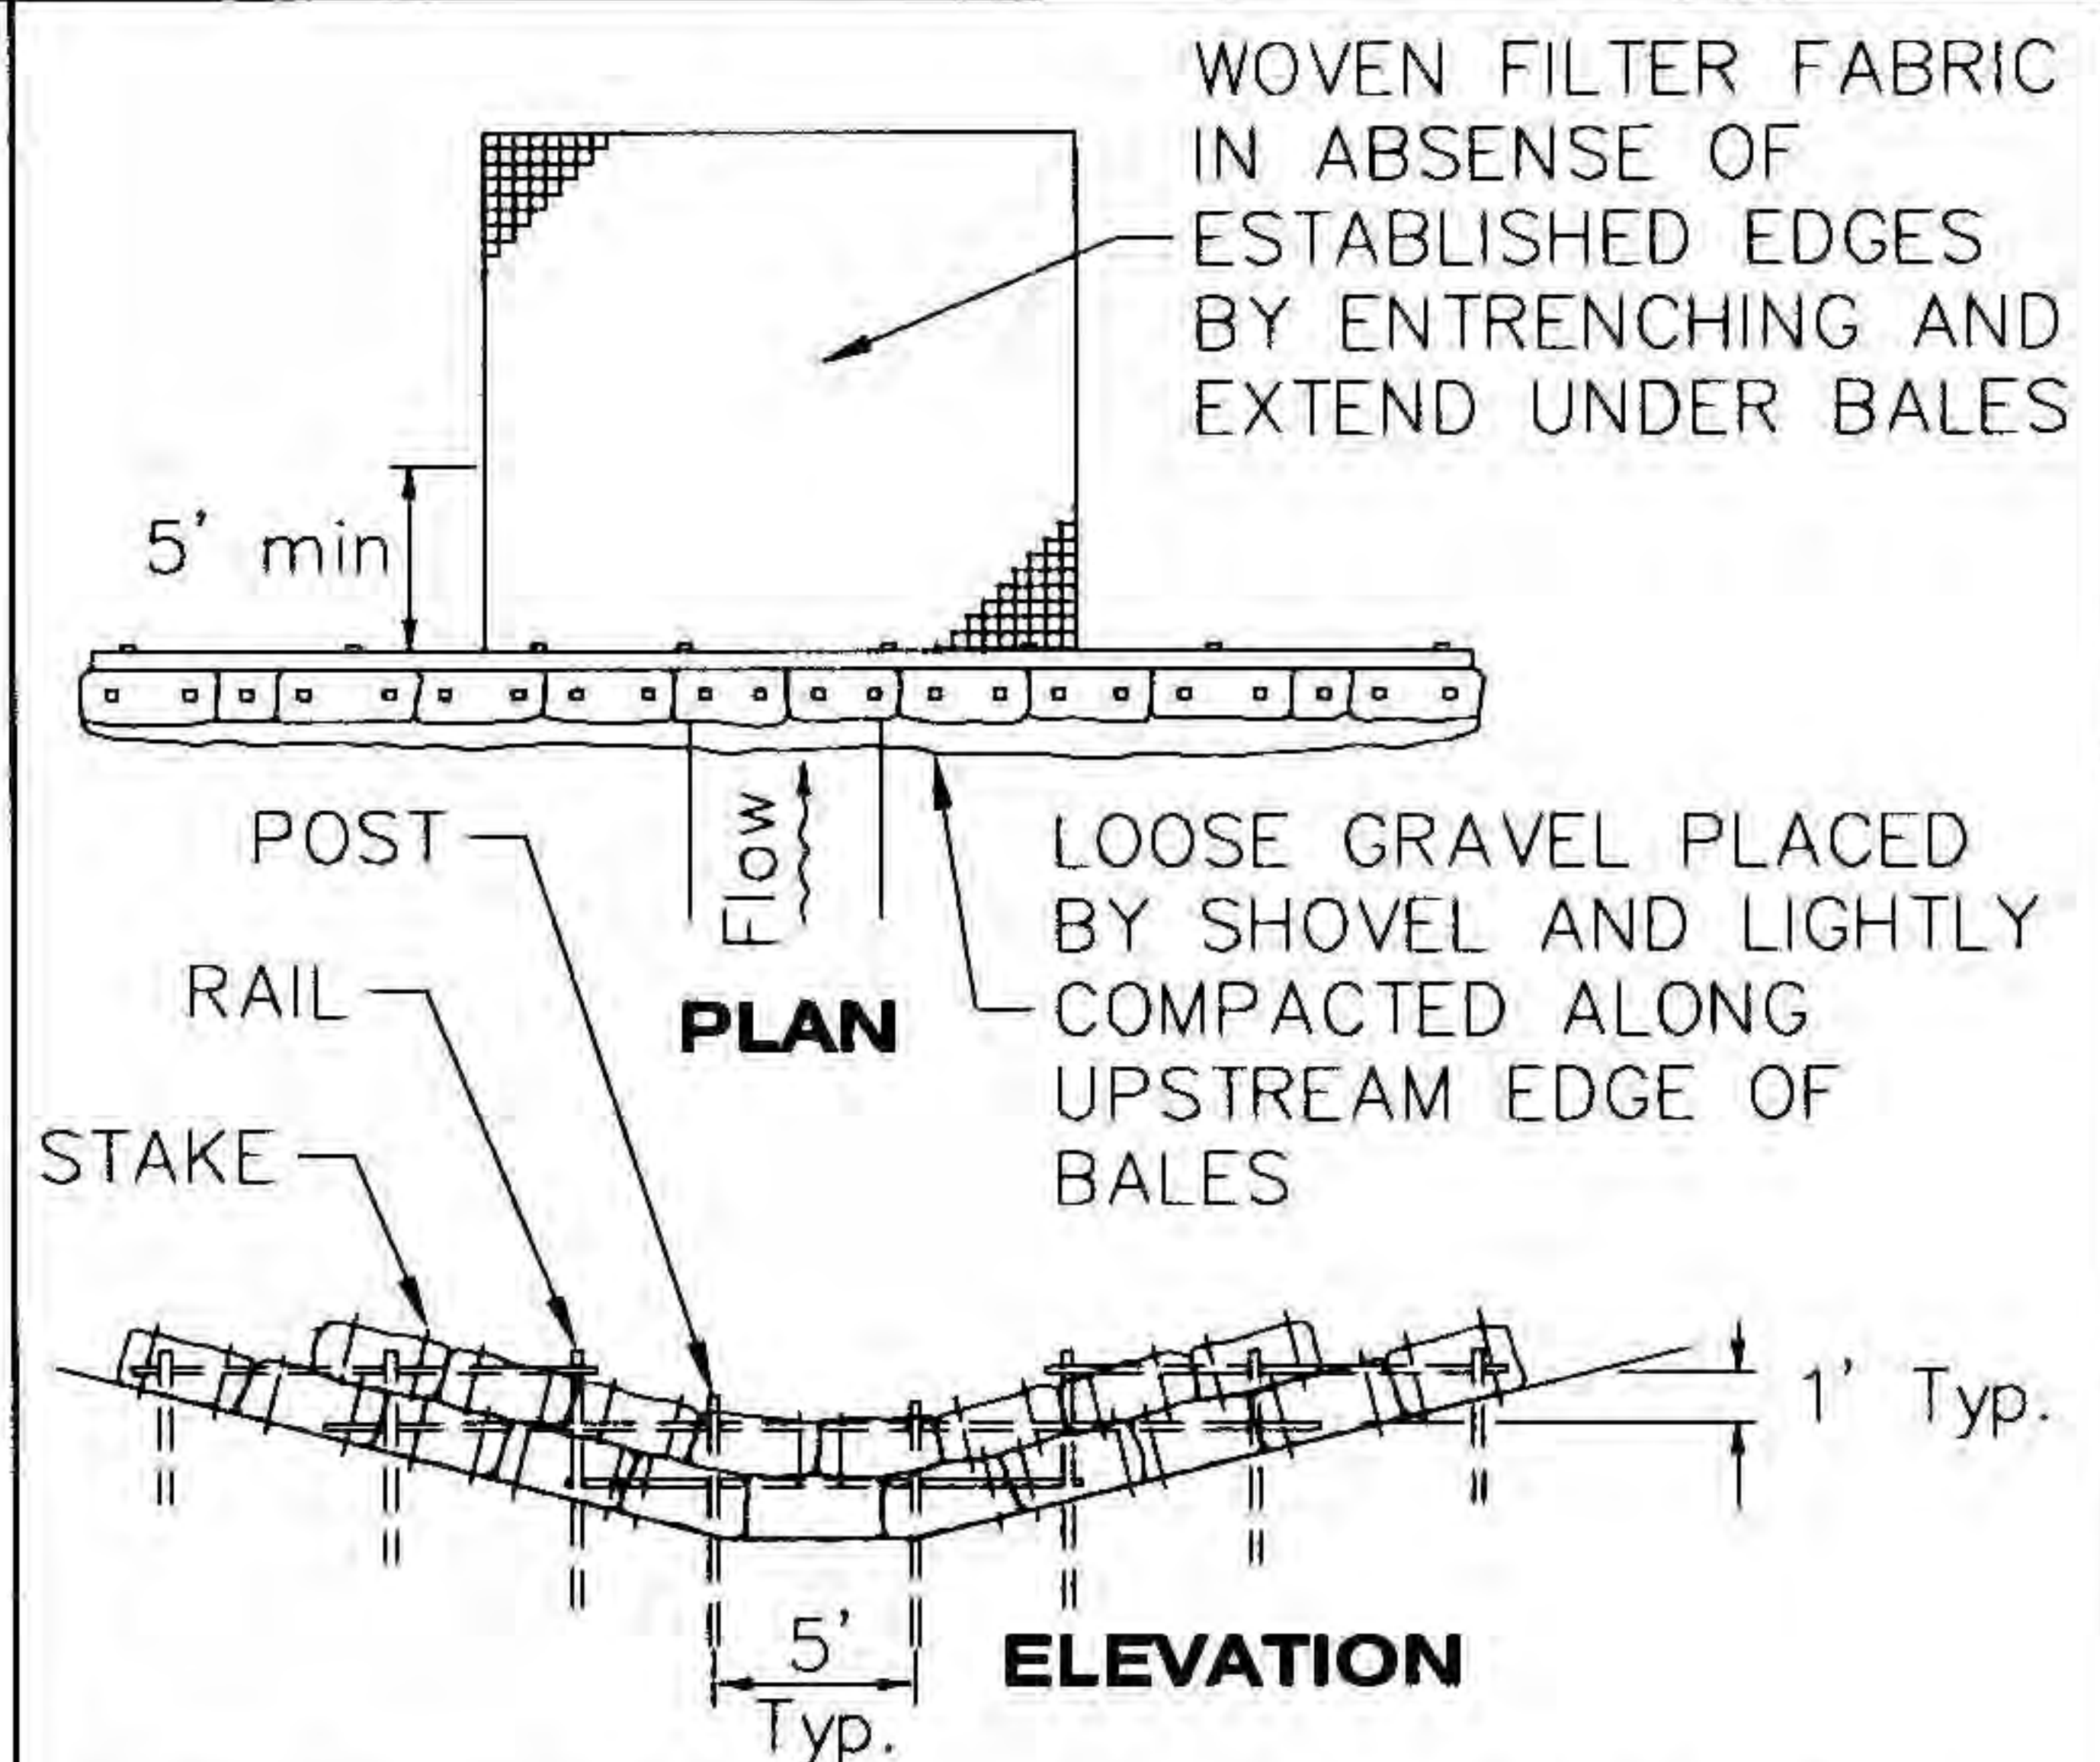 WOVEN FILTER FABRIC
IN ABSENSE OF
ESTABLISHED EDGES
BY ENTRENCHING AND
EXTEND UNDER BALES
5' min
Flow
PLAN
LOOSE GRAVEL PLACED
BY SHOVEL AND LIGHTLY
COMPACTED ALONG
UPSTREAM EDGE OF
BALES
POST
RAIL
STAKE
1' Typ.
5'
Typ.
ELEVATION